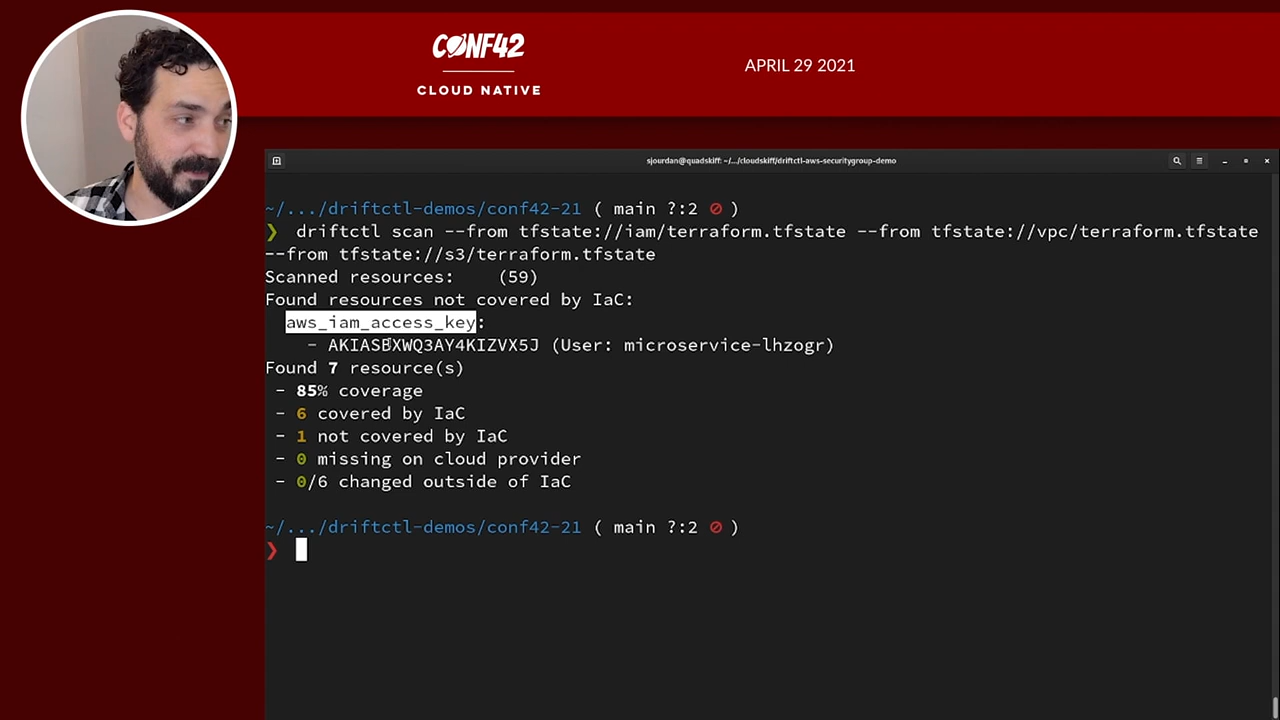 CONF42
CLOUD NATIVE
APRIL 29 2021
sjourdan@quadskiff: ~/.../cloudskiff/driftctl-aws-securitygroup-demo
~/.../driftctl-demos/conf42-21 ( main ?:2 )
❯ driftctl scan --from tfstate://iam/terraform.tfstate --from tfstate://vpc/terraform.tfstate
--from tfstate://s3/terraform.tfstate
Scanned resources: (59)
Found resources not covered by IaC:
aws_iam_access_key:
- AKIASBXWQ3AY4KIZVX5J (User: microservice-lhzogr)
Found 7 resource(s)
- 85% coverage
- 6 covered by IaC
- 1 not covered by IaC
- 0 missing on cloud provider
- 0/6 changed outside of IaC
~/.../driftctl-demos/conf42-21 ( main ?:2 )
❯